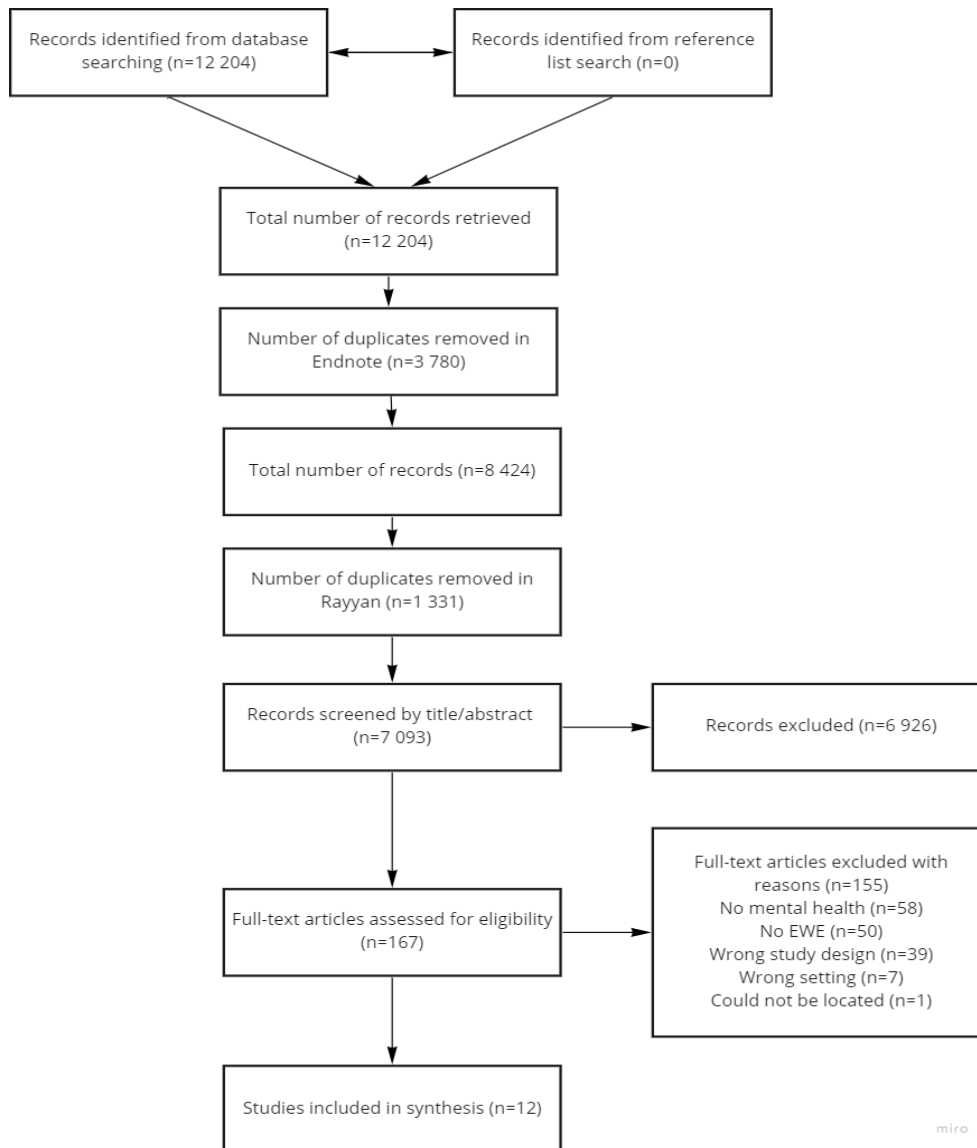 Records identified from database
searching (n=12 204)
Records identified from reference
list search (n=0)
Total number of records retrieved
(n=12 204)
Number of duplicates removed in
Endnote (n=3 780)
Total number of records (n=8 424)
Number of duplicates removed in
Rayyan (n=1 331)
Records screened by title/abstract
(n=7 093)
Records excluded (n=6 926)
Full-text articles assessed for eligibility
(n=167)
Full-text articles excluded with
reasons (n=155)
No mental health (n=58)
No EWE (n=50)
Wrong study design (n=39)
Wrong setting (n=7)
Could not be located (n=1)
Studies included in synthesis (n=12)
miro